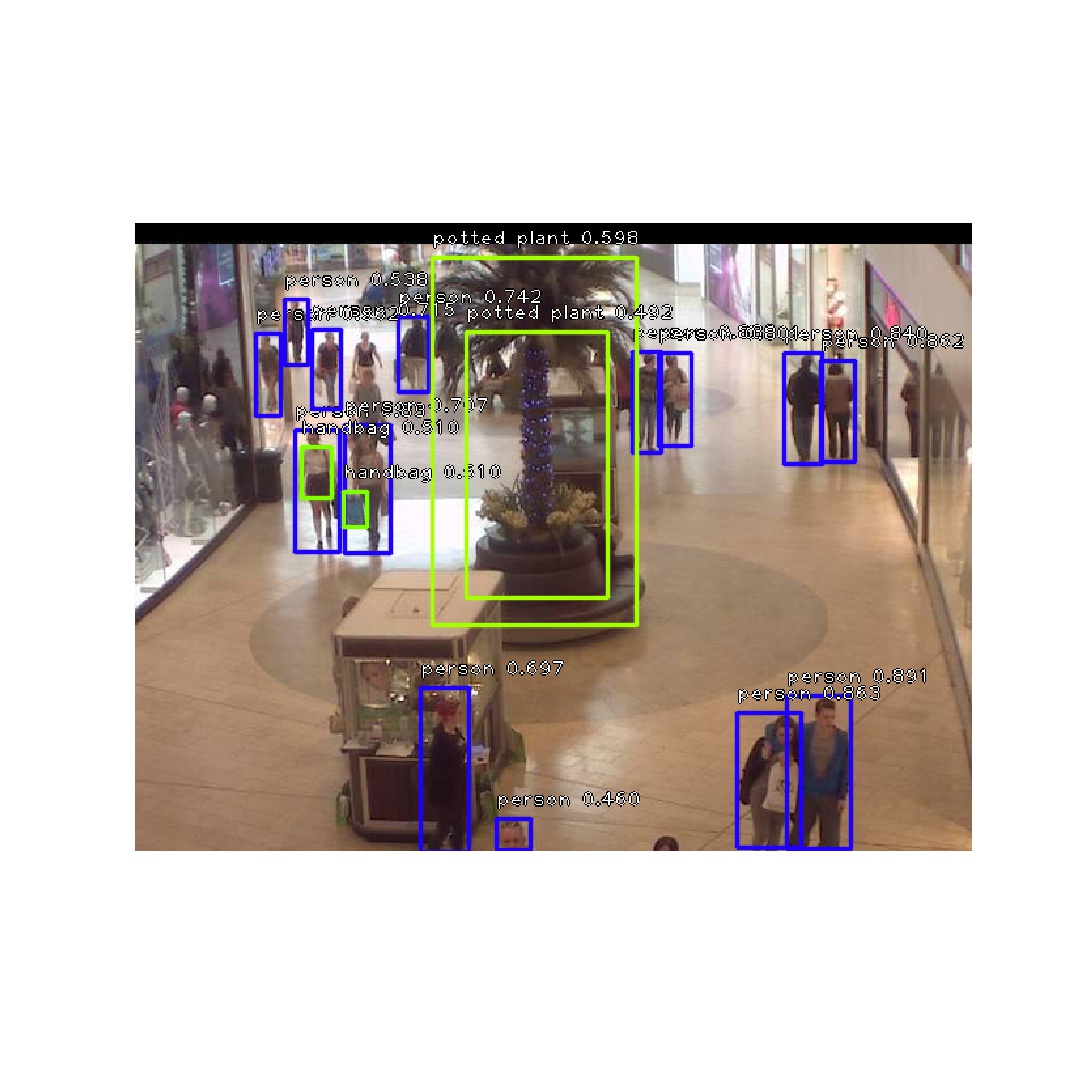 potted plant 0.598
person 0.538
person 0.742
potted plant 0.492
person 0.840
person 0.862
person 0.707
handbag 0.510
handbag 0.510
person 0.697
person 0.891
person 0.863
person 0.460